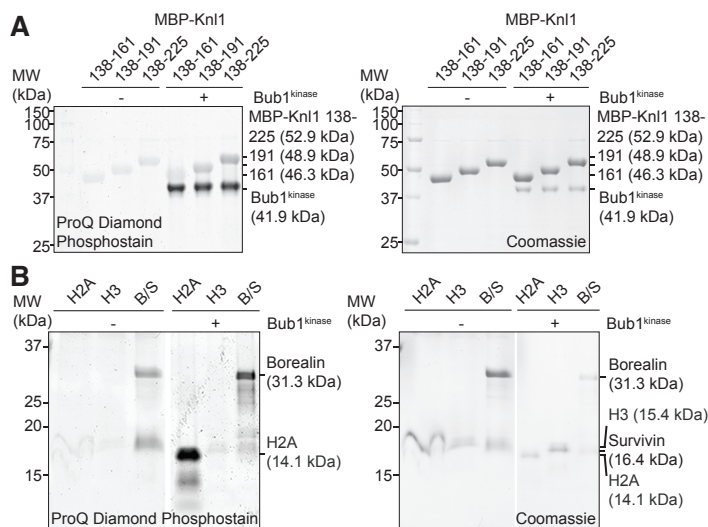 A
MBP-Knl1
138-161 138-191 138-225 138-161 138-191 138-225
MW
(kDa)
- + Bub1kinase
150
100
75
50
37
25
MBP-Knl1 138-
225 (52.9 kDa)
191 (48.9 kDa)
161 (46.3 kDa)
Bub1kinase
(41.9 kDa)
ProQ Diamond
Phosphostain
MBP-Knl1
138-161 138-191 138-225 138-161 138-191 138-225
MW
(kDa)
- + Bub1kinase
150
100
75
50
37
25
MBP-Knl1 138-
225 (52.9 kDa)
191 (48.9 kDa)
161 (46.3 kDa)
Bub1kinase
(41.9 kDa)
Coomassie
B
H2A H3 B/S H2A H3 B/S
MW
(kDa)
- + Bub1kinase
37
25
20
15
Borealin
(31.3 kDa)
H2A
(14.1 kDa)
ProQ Diamond Phosphostain
H2A H3 B/S H2A H3 B/S
MW
(kDa)
- + Bub1kinase
37
25
20
15
Borealin
(31.3 kDa)
H3 (15.4 kDa)
Survivin
(16.4 kDa)
H2A
(14.1 kDa)
Coomassie